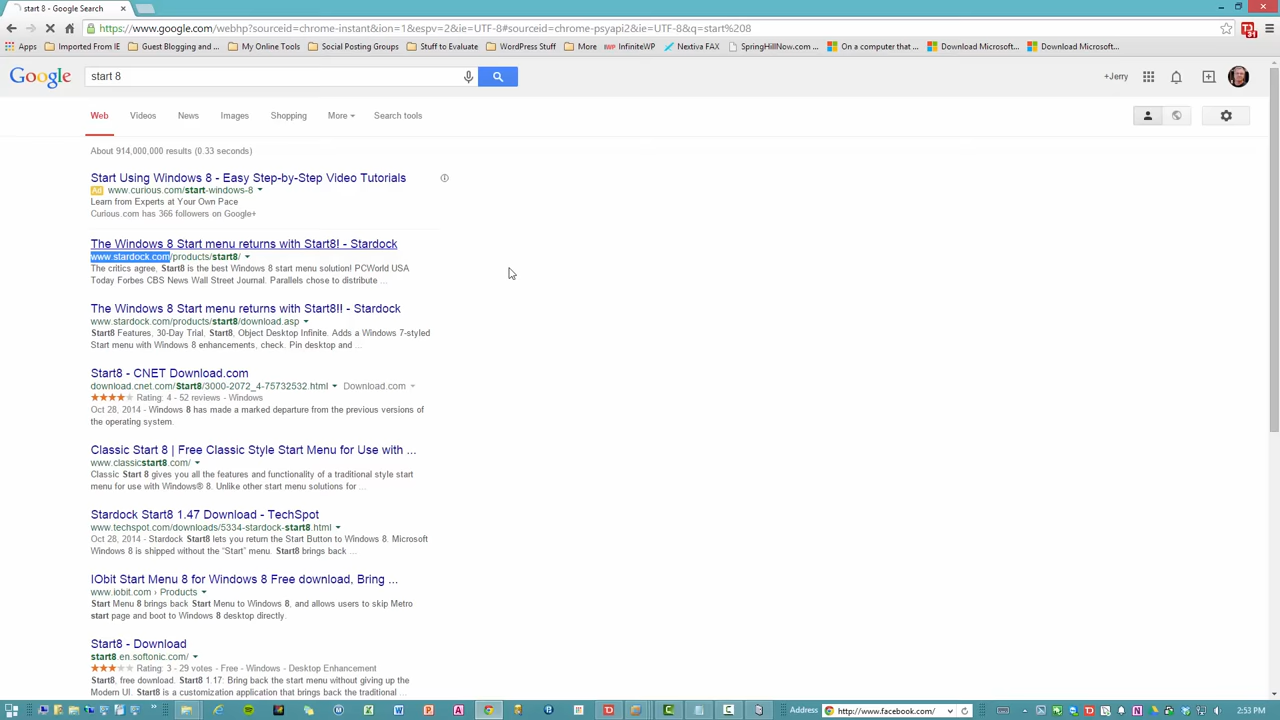 start 8 - Google Search
https://www.google.com/webhp?sourceid=chrome-instant&ion=1&espv=2&ie=UTF-8#sourceid=chrome-psyapi2&ie=UTF-8&q=start%208
Apps Imported From IE Guest Blogging and ... My Online Tools Social Posting Groups Stuff to Evaluate WordPress Stuff More InfiniteWP Nextiva FAX SpringHillNow.com ... On a computer that ... Download Microsoft... Download Microsoft...
Google start 8 +Jerry
Web Videos News Images Shopping More Search tools
About 914,000,000 results (0.33 seconds)
Start Using Windows 8 - Easy Step-by-Step Video Tutorials
Ad www.curious.com/start-windows-8
Learn from Experts at Your Own Pace
Curious.com has 366 followers on Google+
The Windows 8 Start menu returns with Start8! - Stardock
www.stardock.com/products/start8/
The critics agree, Start8 is the best Windows 8 start menu solution! PCWorld USA
Today Forbes CBS News Wall Street Journal. Parallels chose to distribute ...
The Windows 8 Start menu returns with Start8!! - Stardock
www.stardock.com/products/start8/download.asp
Start8 Features, 30-Day Trial, Start8, Object Desktop Infinite. Adds a Windows 7-styled
Start menu with Windows 8 enhancements, check. Pin desktop and ...
Start8 - CNET Download.com
download.cnet.com/Start8/3000-2072_4-75732532.html Download.com
Rating: 4 - 52 reviews - Windows
Oct 28, 2014 - Windows 8 has made a marked departure from the previous versions of
the operating system.
Classic Start 8 | Free Classic Style Start Menu for Use with ...
www.classicstart8.com/
Classic Start 8 gives you all the features and functionality of a traditional style start
menu for use with Windows® 8. Unlike other start menu solutions for ...
Stardock Start8 1.47 Download - TechSpot
www.techspot.com/downloads/5334-stardock-start8.html
Oct 28, 2014 - Stardock Start8 lets you return the Start Button to Windows 8. Microsoft
Windows 8 is shipped without the "Start" menu. Start8 brings back ...
IObit Start Menu 8 for Windows 8 Free download, Bring ...
www.iobit.com › Products
Start Menu 8 brings back Start Menu to Windows 8, and allows users to skip Metro
start page and boot to Windows 8 desktop directly.
Start8 - Download
start8.en.softonic.com/
Rating: 3 - 29 votes - Free - Windows - Desktop Enhancement
Start8, free download. Start8 1.17: Bring back the start menu without giving up the
Modern UI. Start8 is a customization application that brings back the traditional ...
Address http://www.facebook.com/ 2:53 PM